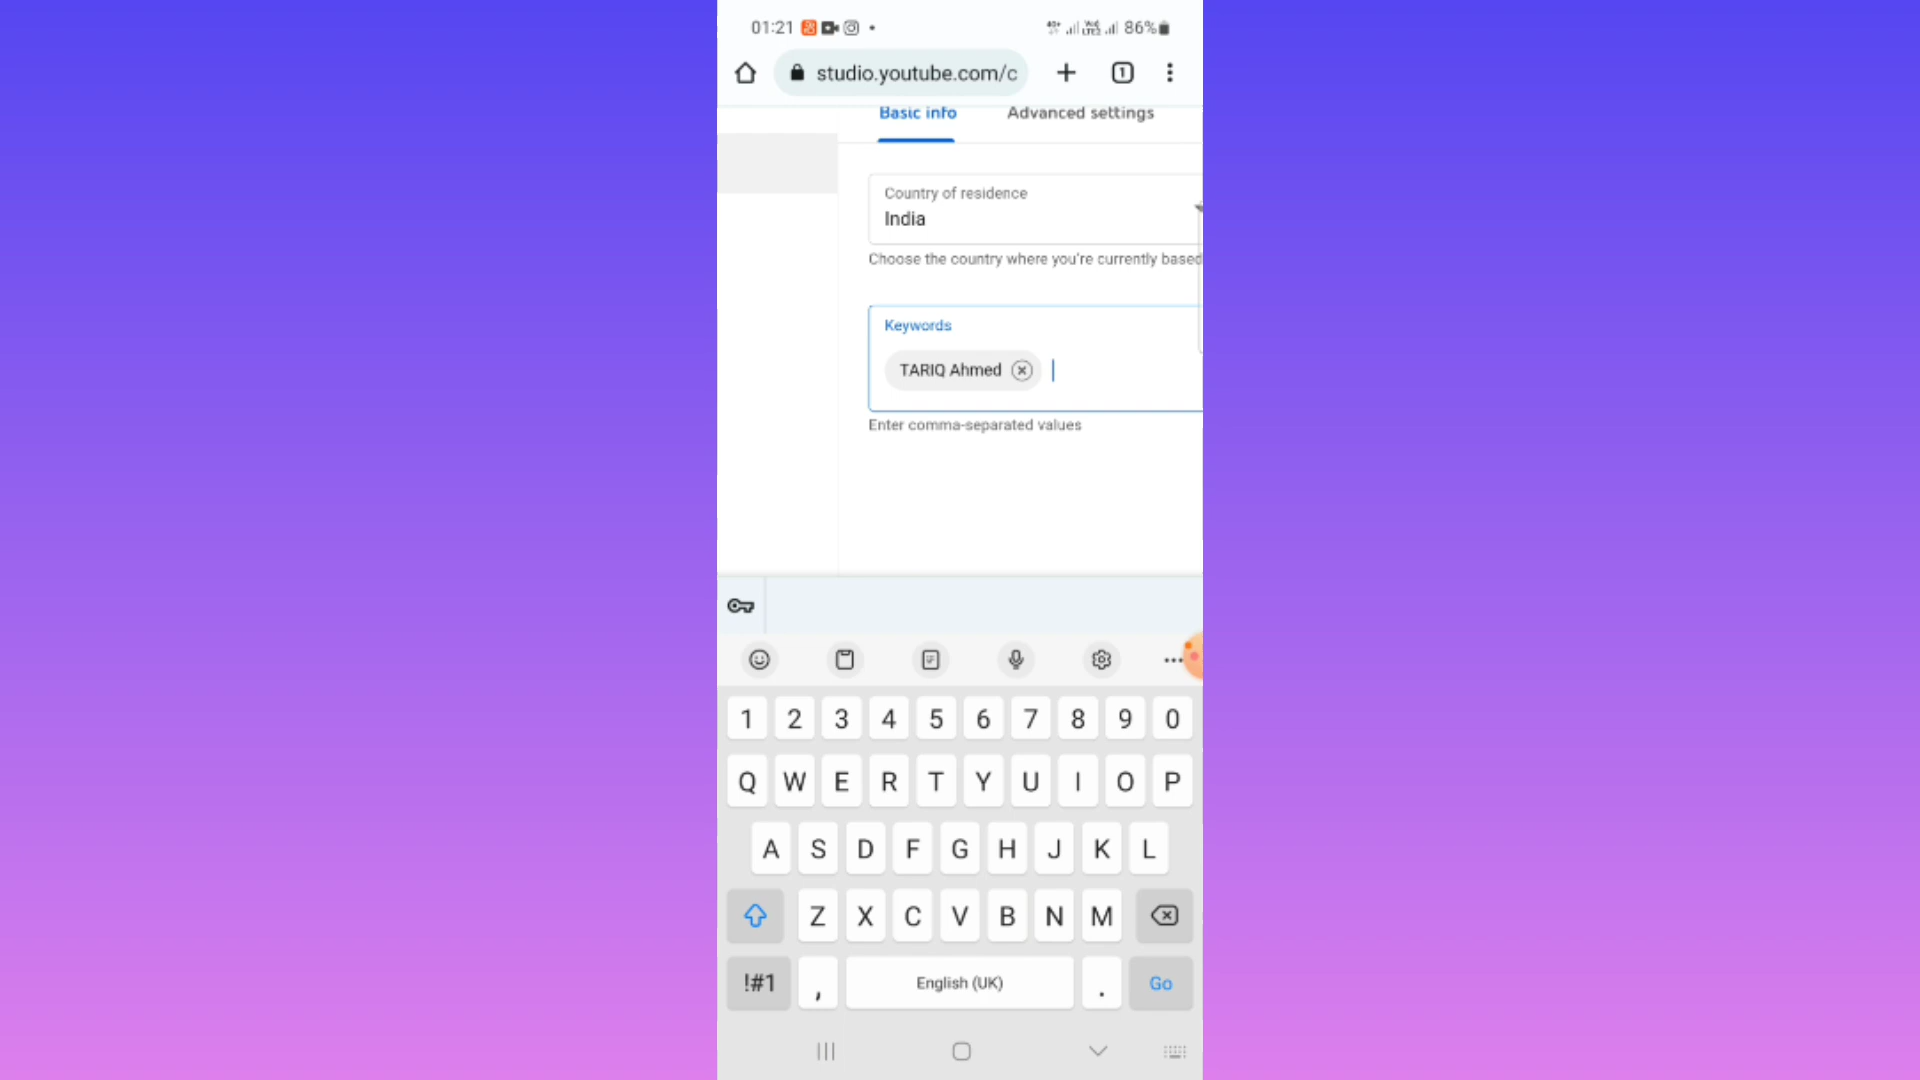 01:21 86%
studio.youtube.com/c 1
Basic info Advanced settings
Country of residence
India
Choose the country where you're currently based
Keywords
TARIQ Ahmed
Enter comma-separated values
1 2 3 4 5 6 7 8 9 0
Q W E R T Y U I O P
A S D F G H J K L
Z X C V B N M
!#1 , English (UK) . Go